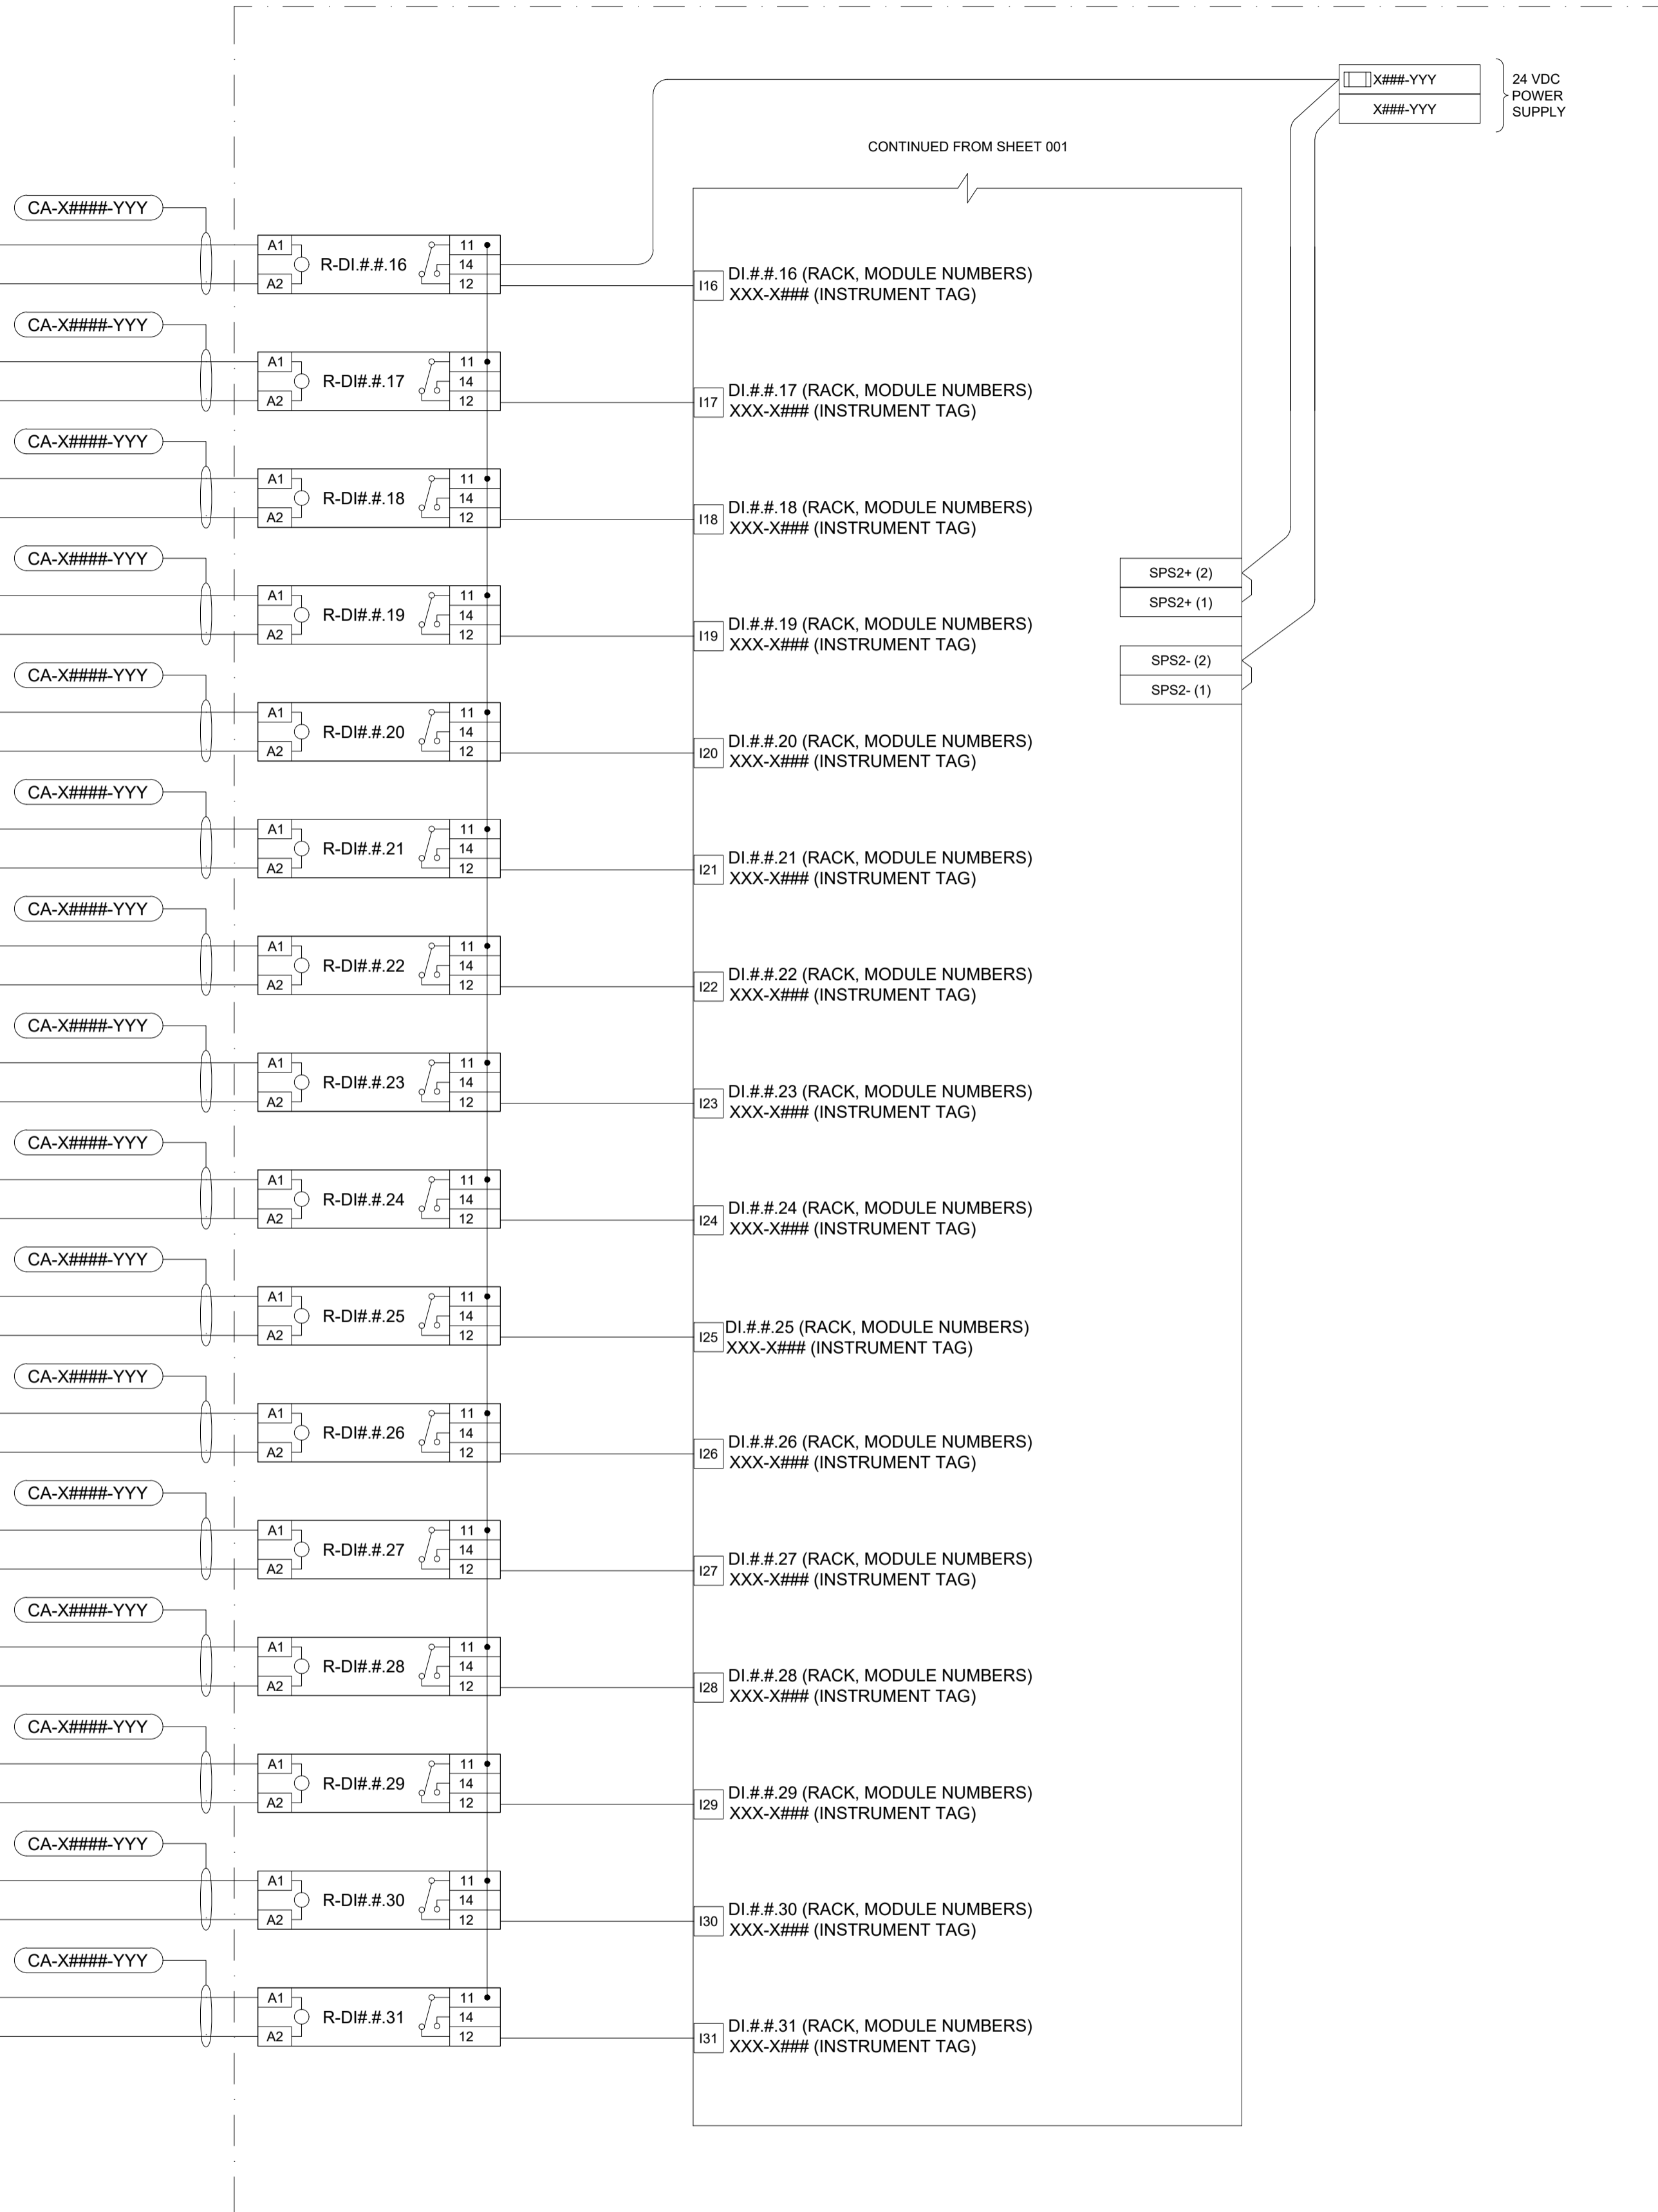 X###-YYY
X###-YYY
24 VDC
POWER
SUPPLY
CONTINUED FROM SHEET 001
CA-X####-YYY
A1
A2
R-DI.#.#.16
11
14
12
I16
DI.#.#.16 (RACK, MODULE NUMBERS)
XXX-X### (INSTRUMENT TAG)
CA-X####-YYY
A1
A2
R-DI#.#.17
11
14
12
I17
DI.#.#.17 (RACK, MODULE NUMBERS)
XXX-X### (INSTRUMENT TAG)
CA-X####-YYY
A1
A2
R-DI#.#.18
11
14
12
I18
DI.#.#.18 (RACK, MODULE NUMBERS)
XXX-X### (INSTRUMENT TAG)
SPS2+ (2)
SPS2+ (1)
CA-X####-YYY
A1
A2
R-DI#.#.19
11
14
12
I19
DI.#.#.19 (RACK, MODULE NUMBERS)
XXX-X### (INSTRUMENT TAG)
SPS2- (2)
SPS2- (1)
CA-X####-YYY
A1
A2
R-DI#.#.20
11
14
12
I20
DI.#.#.20 (RACK, MODULE NUMBERS)
XXX-X### (INSTRUMENT TAG)
CA-X####-YYY
A1
A2
R-DI#.#.21
11
14
12
I21
DI.#.#.21 (RACK, MODULE NUMBERS)
XXX-X### (INSTRUMENT TAG)
CA-X####-YYY
A1
A2
R-DI#.#.22
11
14
12
I22
DI.#.#.22 (RACK, MODULE NUMBERS)
XXX-X### (INSTRUMENT TAG)
CA-X####-YYY
A1
A2
R-DI#.#.23
11
14
12
I23
DI.#.#.23 (RACK, MODULE NUMBERS)
XXX-X### (INSTRUMENT TAG)
CA-X####-YYY
A1
A2
R-DI#.#.24
11
14
12
I24
DI.#.#.24 (RACK, MODULE NUMBERS)
XXX-X### (INSTRUMENT TAG)
CA-X####-YYY
A1
A2
R-DI#.#.25
11
14
12
I25
DI.#.#.25 (RACK, MODULE NUMBERS)
XXX-X### (INSTRUMENT TAG)
CA-X####-YYY
A1
A2
R-DI#.#.26
11
14
12
I26
DI.#.#.26 (RACK, MODULE NUMBERS)
XXX-X### (INSTRUMENT TAG)
CA-X####-YYY
A1
A2
R-DI#.#.27
11
14
12
I27
DI.#.#.27 (RACK, MODULE NUMBERS)
XXX-X### (INSTRUMENT TAG)
CA-X####-YYY
A1
A2
R-DI#.#.28
11
14
12
I28
DI.#.#.28 (RACK, MODULE NUMBERS)
XXX-X### (INSTRUMENT TAG)
CA-X####-YYY
A1
A2
R-DI#.#.29
11
14
12
I29
DI.#.#.29 (RACK, MODULE NUMBERS)
XXX-X### (INSTRUMENT TAG)
CA-X####-YYY
A1
A2
R-DI#.#.30
11
14
12
I30
DI.#.#.30 (RACK, MODULE NUMBERS)
XXX-X### (INSTRUMENT TAG)
CA-X####-YYY
A1
A2
R-DI#.#.31
11
14
12
I31
DI.#.#.31 (RACK, MODULE NUMBERS)
XXX-X### (INSTRUMENT TAG)